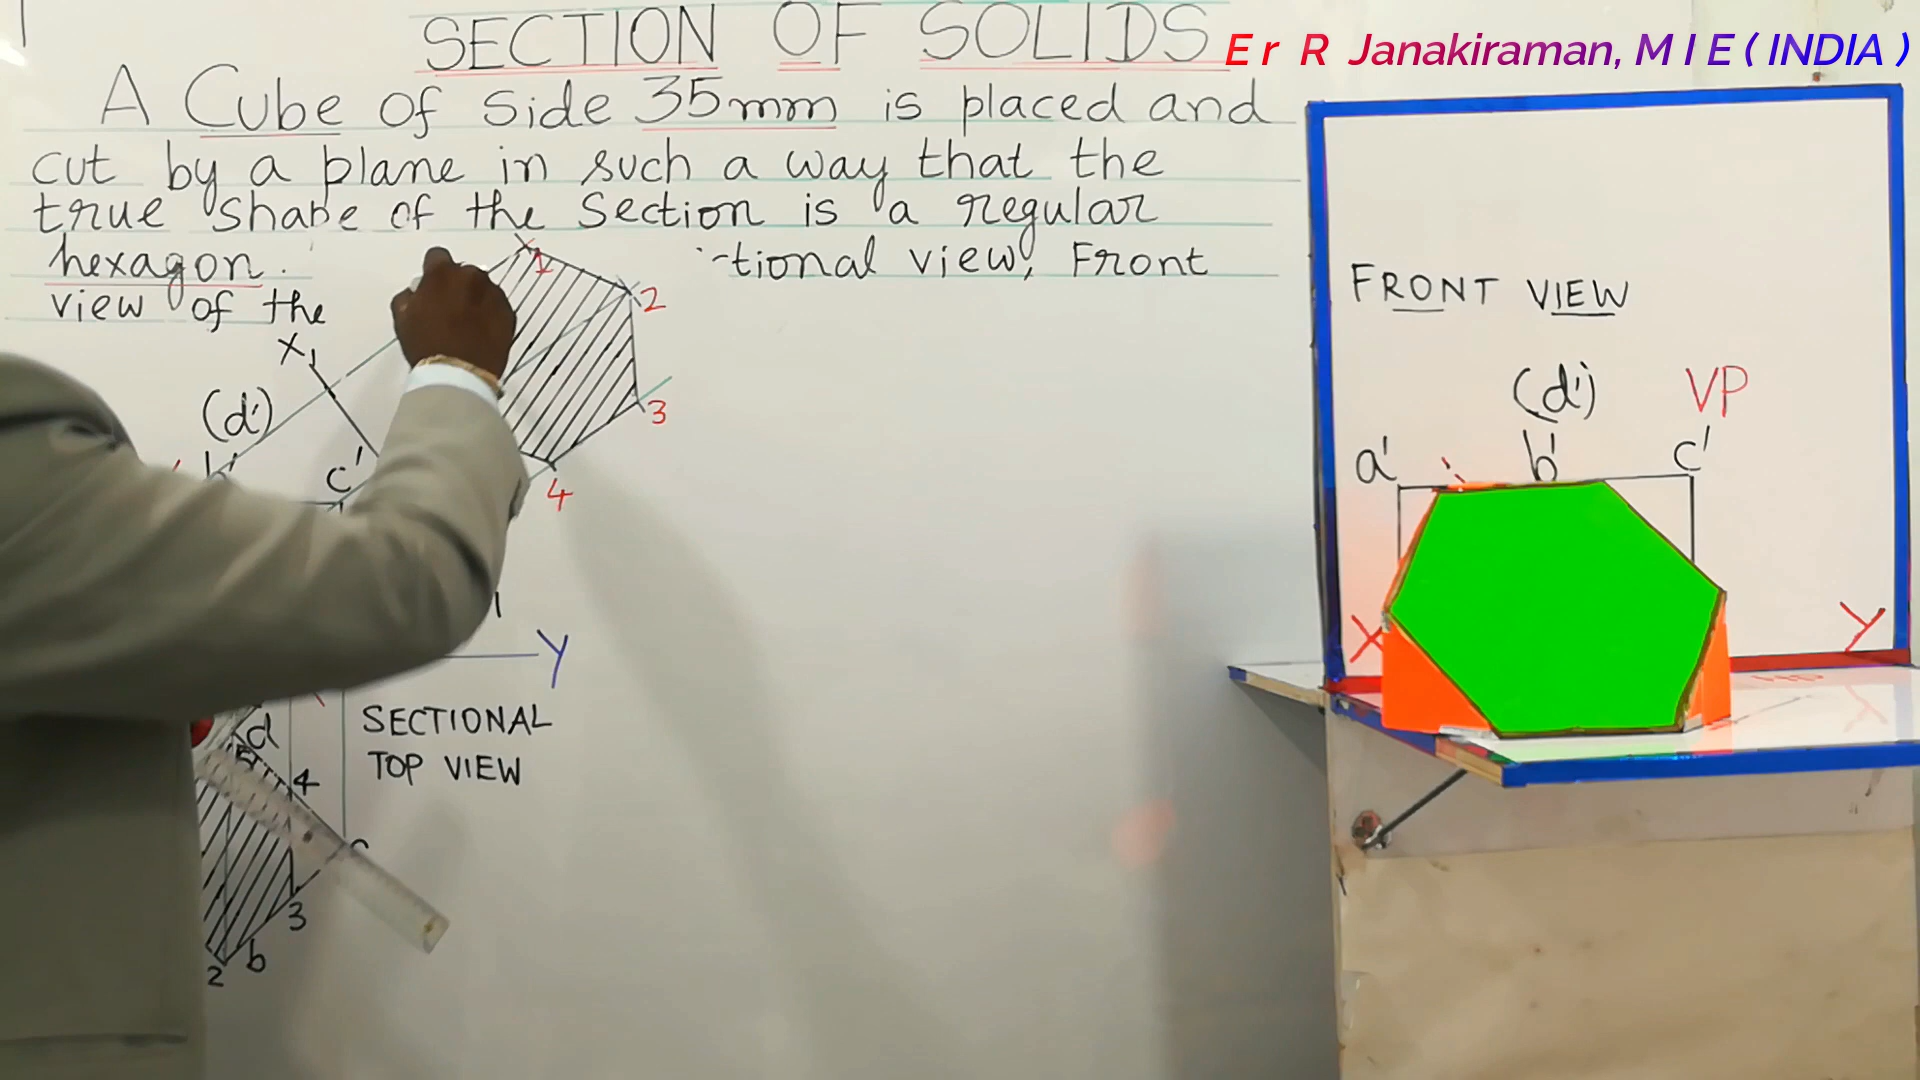 SECTION OF SOLIDS
Er R Janakiraman, M I E ( INDIA )
A Cube of side 35mm is placed and
cut by a plane in such a way that the
true shape of the section is a regular
hexagon. tional view, Front
view of the
1
2
3
4
X1
(d')
b'
c'
Y
SECTIONAL
TOP VIEW
d
5
4
c
3
b
2
FRONT VIEW
(d')
VP
a'
b'
c'
X
Y
HP